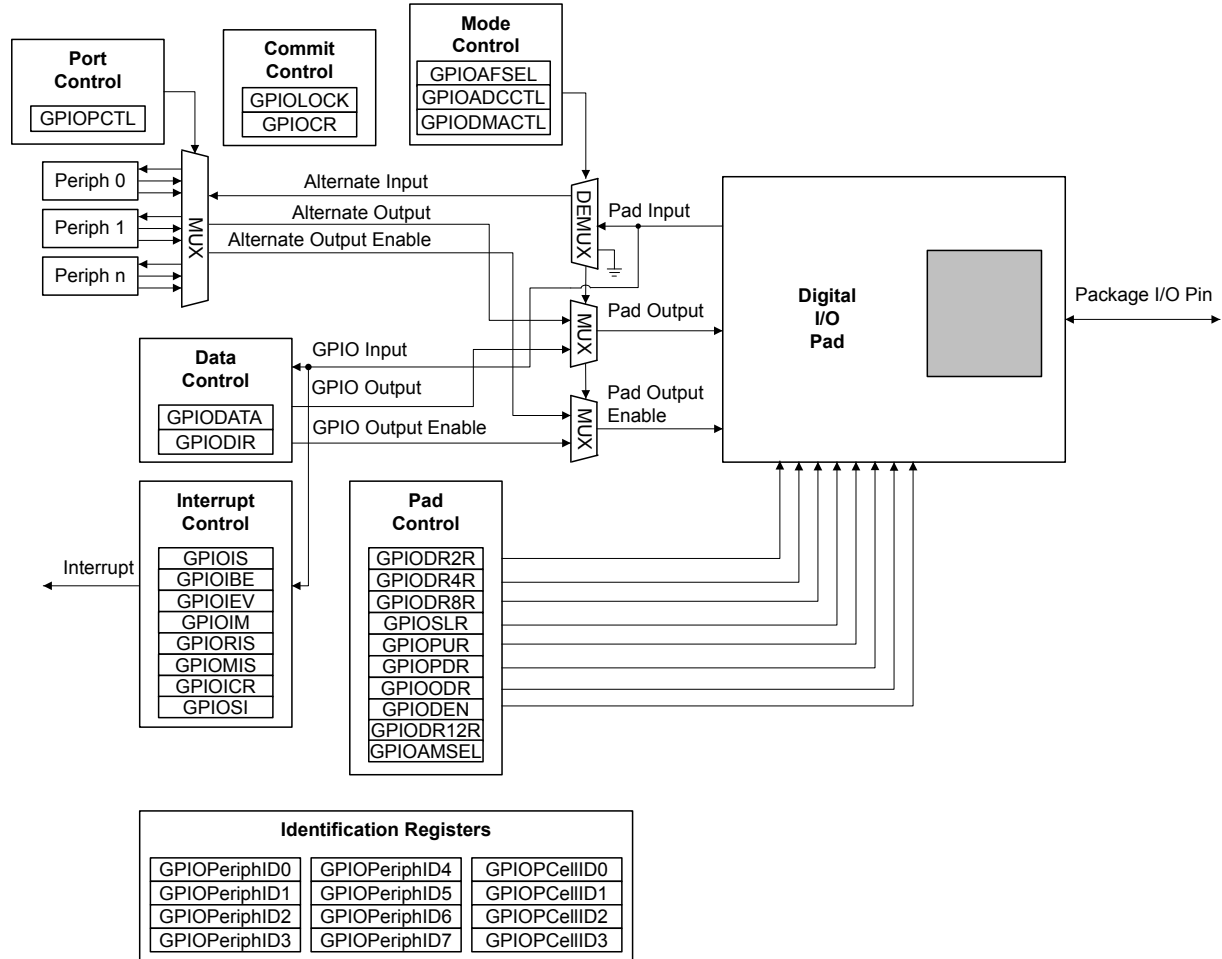 Port
Control
GPIOPCTL
Commit
Control
GPIOLOCK
GPIOCR
Mode
Control
GPIOAFSEL
GPIOADCCTL
GPIODMACTL
Periph 0
Periph 1
Periph n
MUX
Alternate Input
Alternate Output
Alternate Output Enable
DEMUX
Pad Input
MUX
Pad Output
MUX
Pad Output
Enable
Digital
I/O
Pad
Package I/O Pin
Data
Control
GPIODATA
GPIODIR
GPIO Input
GPIO Output
GPIO Output Enable
Interrupt
Control
GPIOIS
GPIOIBE
GPIOIEV
GPIOIM
GPIORIS
GPIOMIS
GPIOICR
GPIOSI
Interrupt
Pad
Control
GPIODR2R
GPIODR4R
GPIODR8R
GPIOSLR
GPIOPUR
GPIOPDR
GPIOODR
GPIODEN
GPIODR12R
GPIOAMSEL
Identification Registers
GPIOPeriphID0
GPIOPeriphID1
GPIOPeriphID2
GPIOPeriphID3
GPIOPeriphID4
GPIOPeriphID5
GPIOPeriphID6
GPIOPeriphID7
GPIOPCellID0
GPIOPCellID1
GPIOPCellID2
GPIOPCellID3